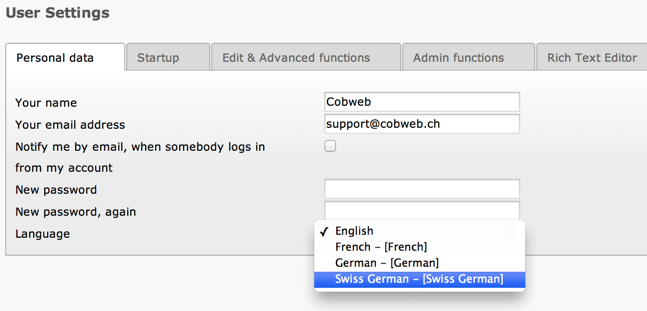 User Settings
Personal data
Startup
Edit & Advanced functions
Admin functions
Rich Text Editor
Your name
Cobweb
Your email address
support@cobweb.ch
Notify me by email, when somebody logs in
from my account
New password
New password, again
Language
✓ English
French – [French]
German – [German]
Swiss German – [Swiss German]